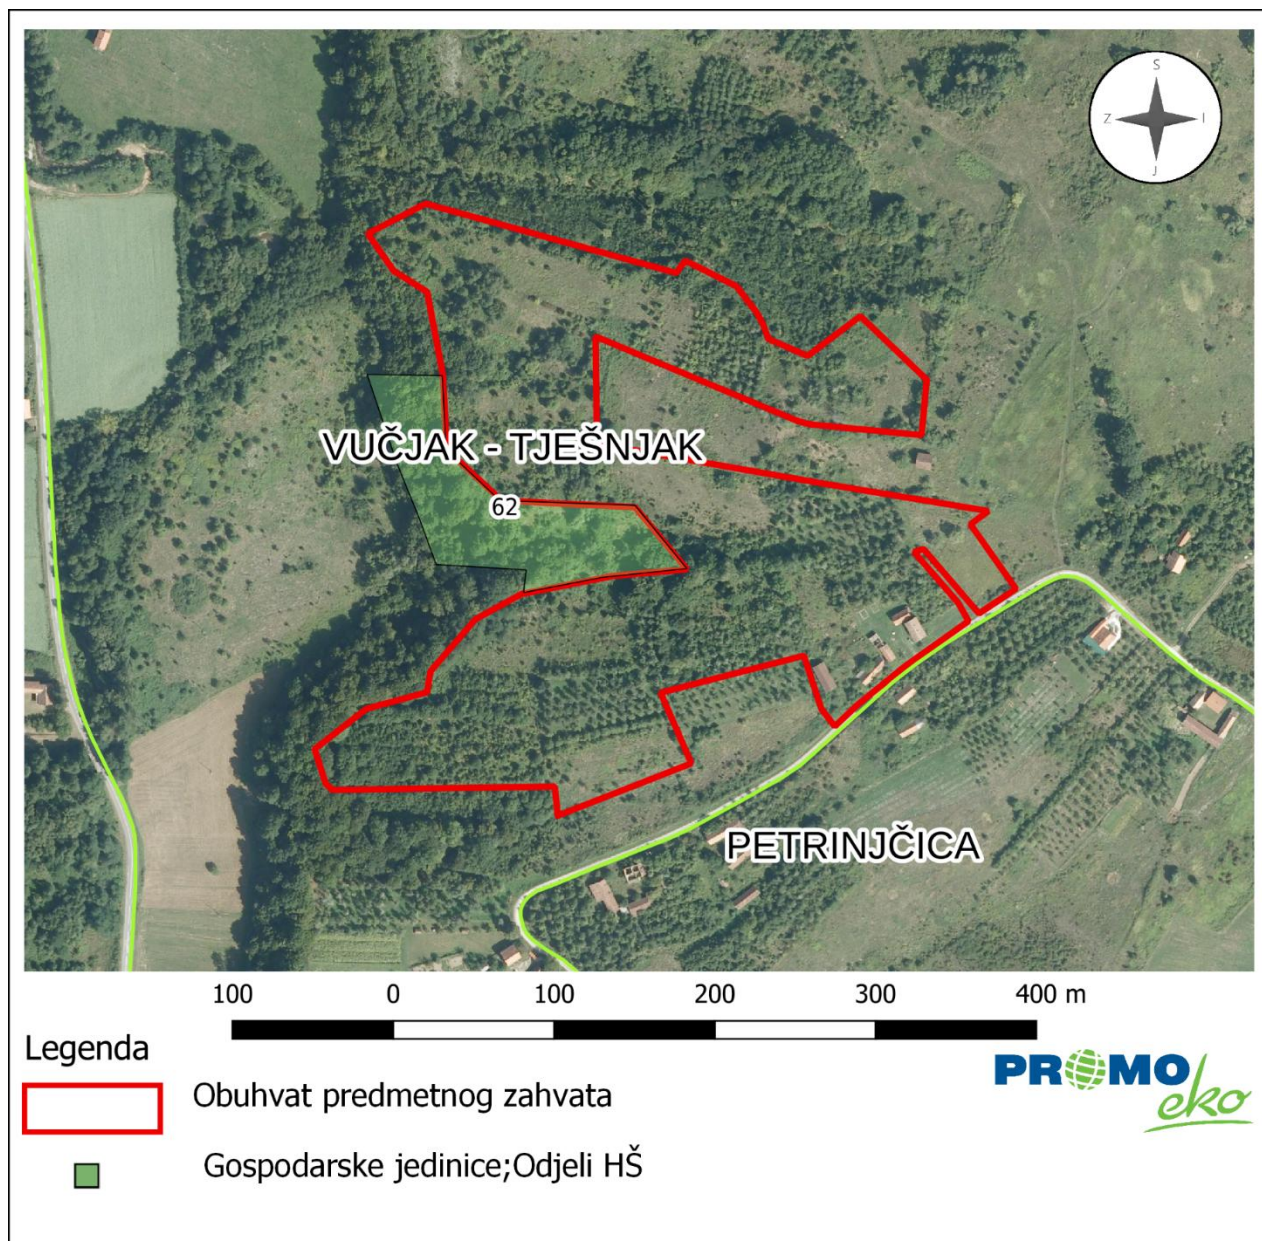 S
Z
I
J
VUČJAK - TJEŠNJAK
62
PETRINJČICA
100 0 100 200 300 400 m
Legenda
Obuhvat predmetnog zahvata
Gospodarske jedinice;Odjeli HŠ
PROMO
eko